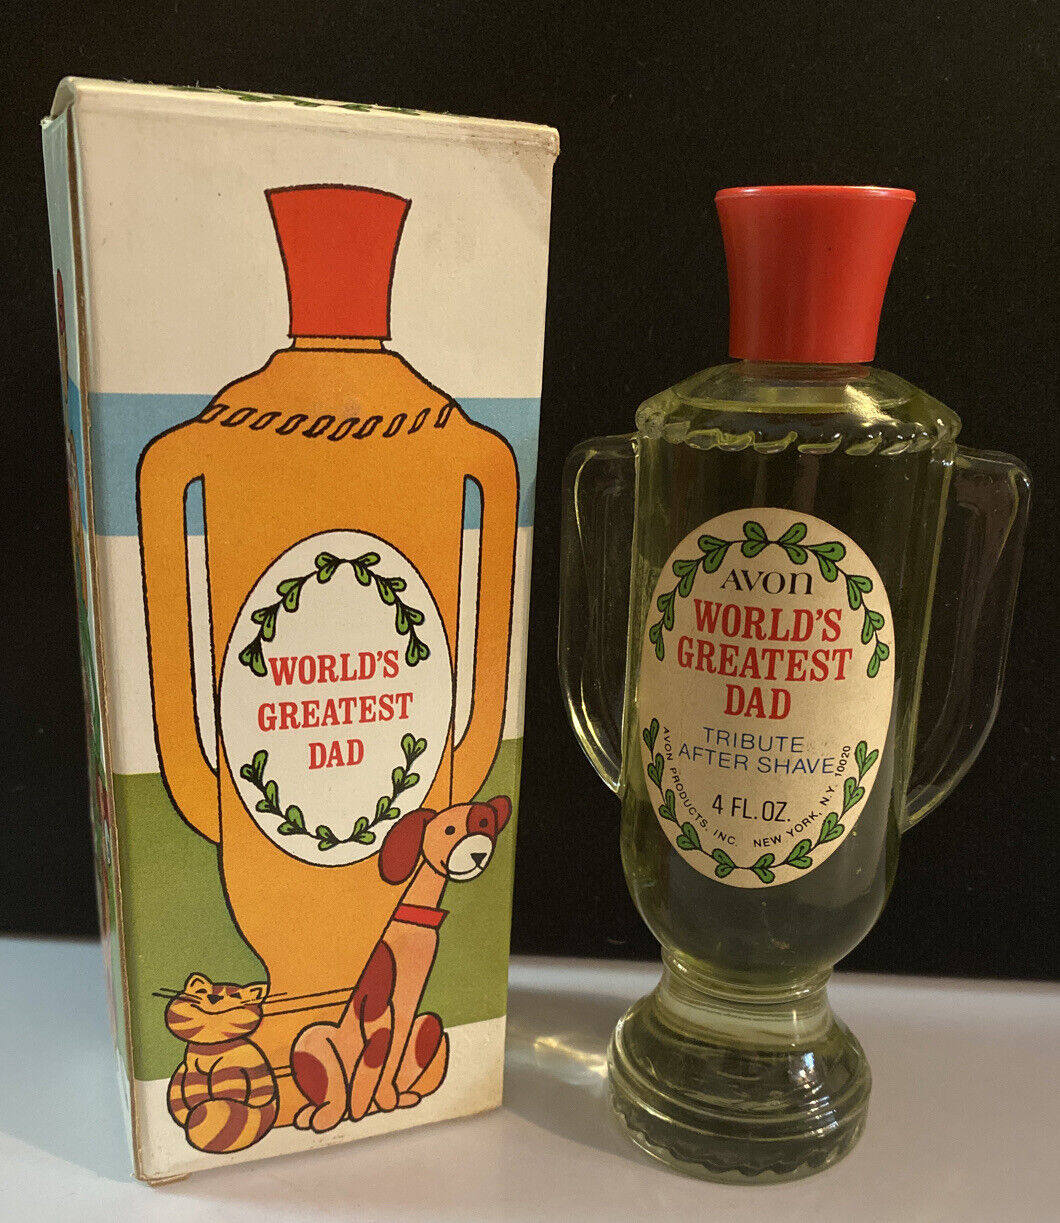 WORLD'S
GREATEST
DAD
AVON
WORLD'S
GREATEST
DAD
TRIBUTE
AFTER SHAVE
4 FL. OZ.
AVON PRODUCTS, INC. NEW YORK, N.Y. 10020